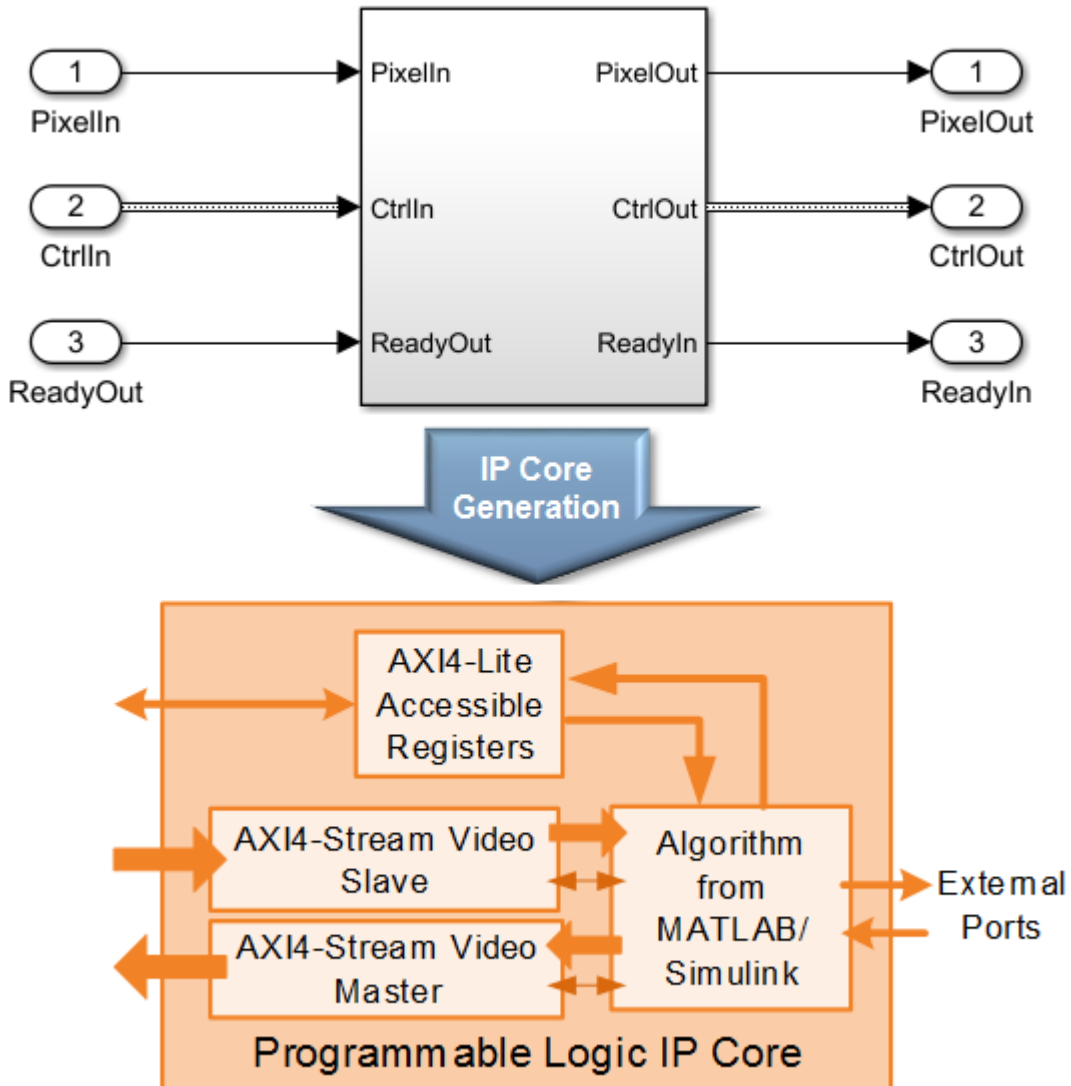 1 PixelIn PixelOut 1
PixelIn PixelOut
2 CtrlIn CtrlOut 2
CtrlIn CtrlOut
3 ReadyOut ReadyIn 3
ReadyOut ReadyIn
IP Core
Generation
AXI4-Lite
Accessible
Registers
AXI4-Stream Video
Slave
AXI4-Stream Video
Master
Algorithm
from
MATLAB/
Simulink
External
Ports
Programmable Logic IP Core